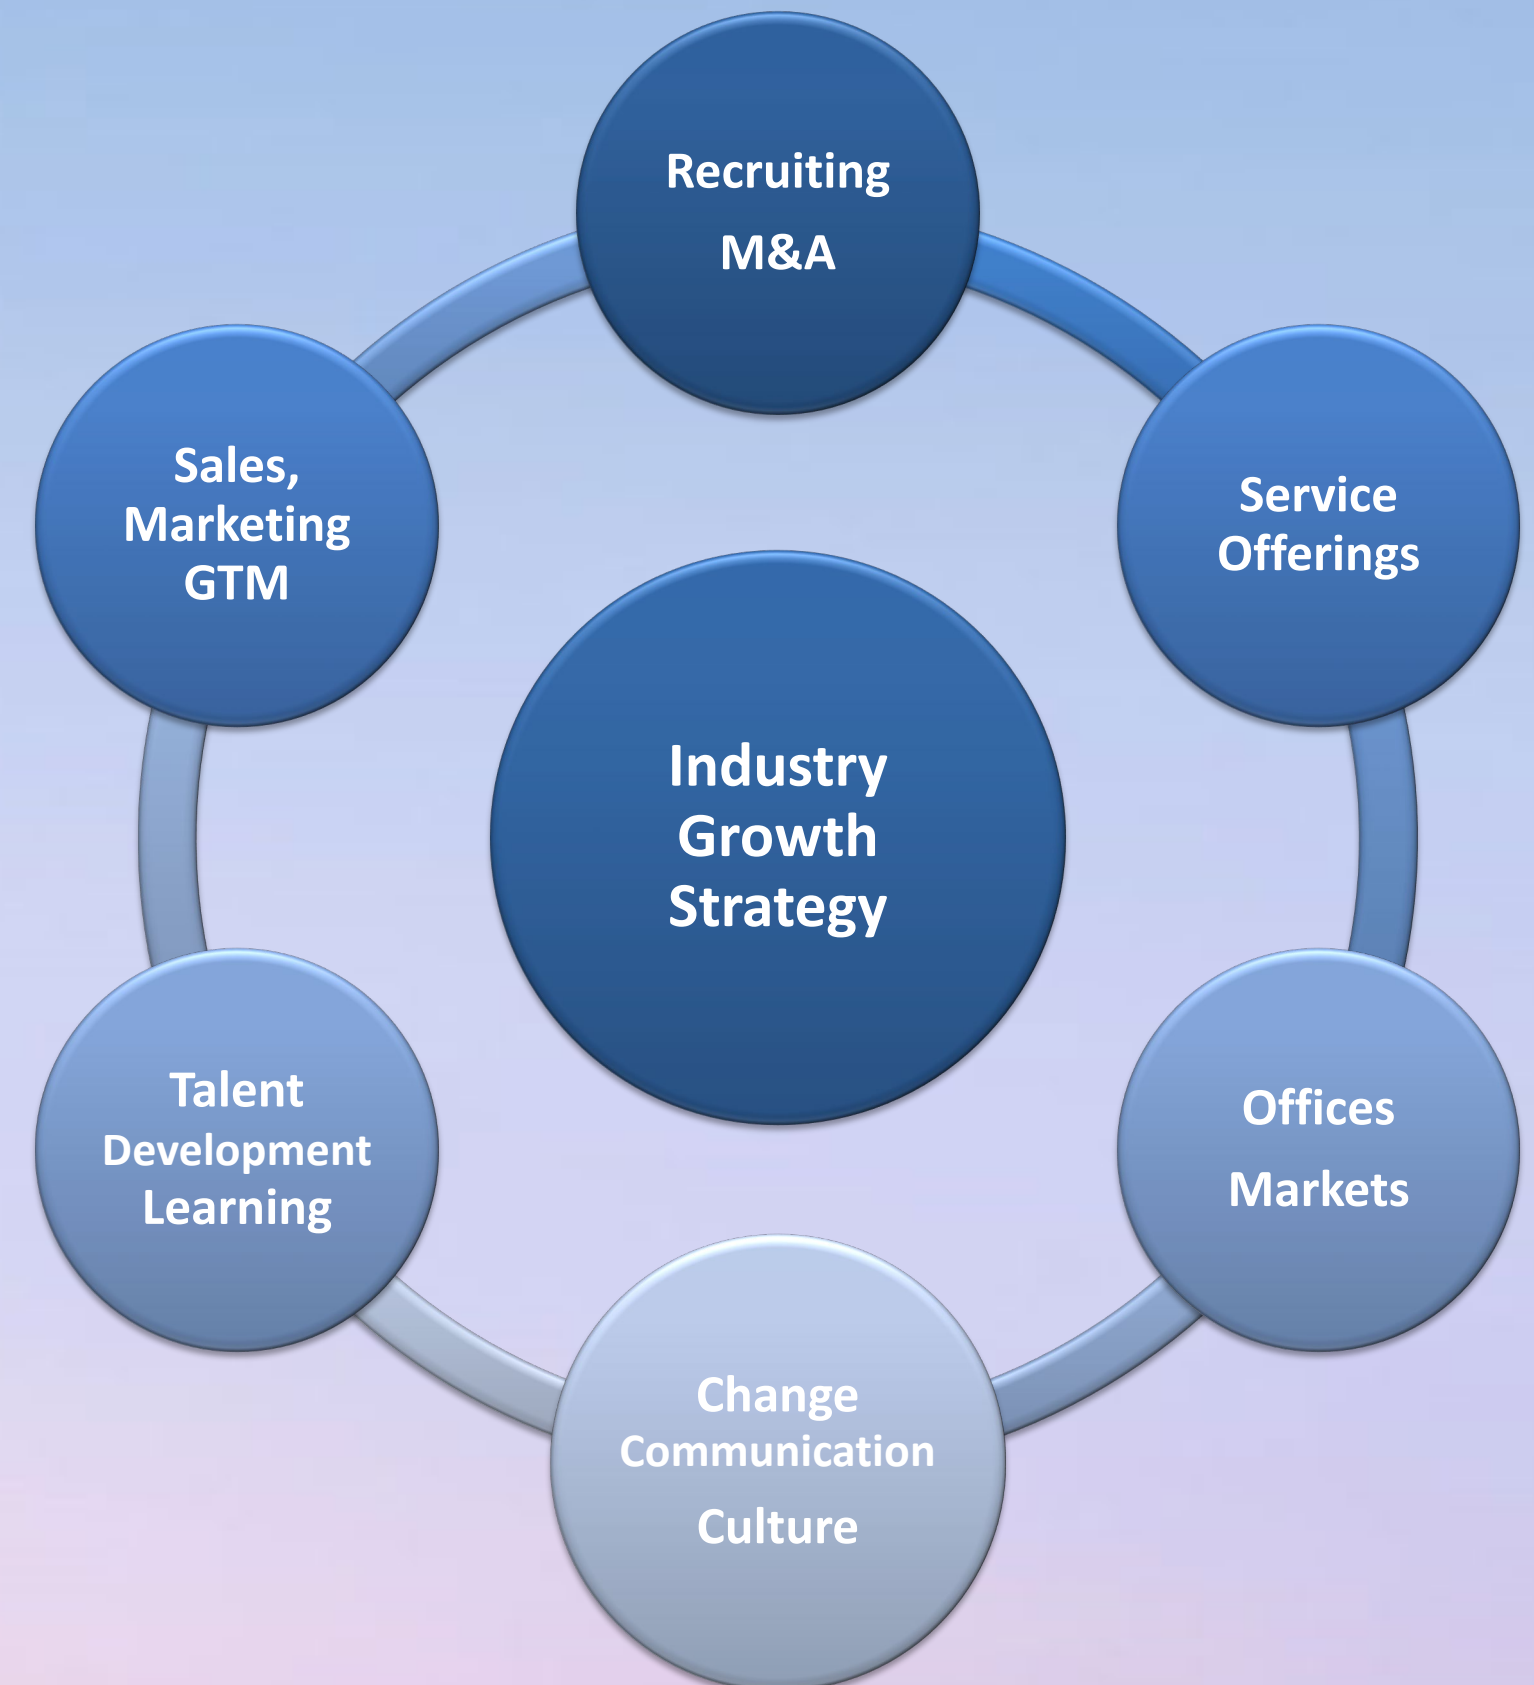 Recruiting
M&A
Service
Offerings
Offices
Markets
Change
Communication
Culture
Talent
Development
Learning
Sales,
Marketing
GTM
Industry
Growth
Strategy